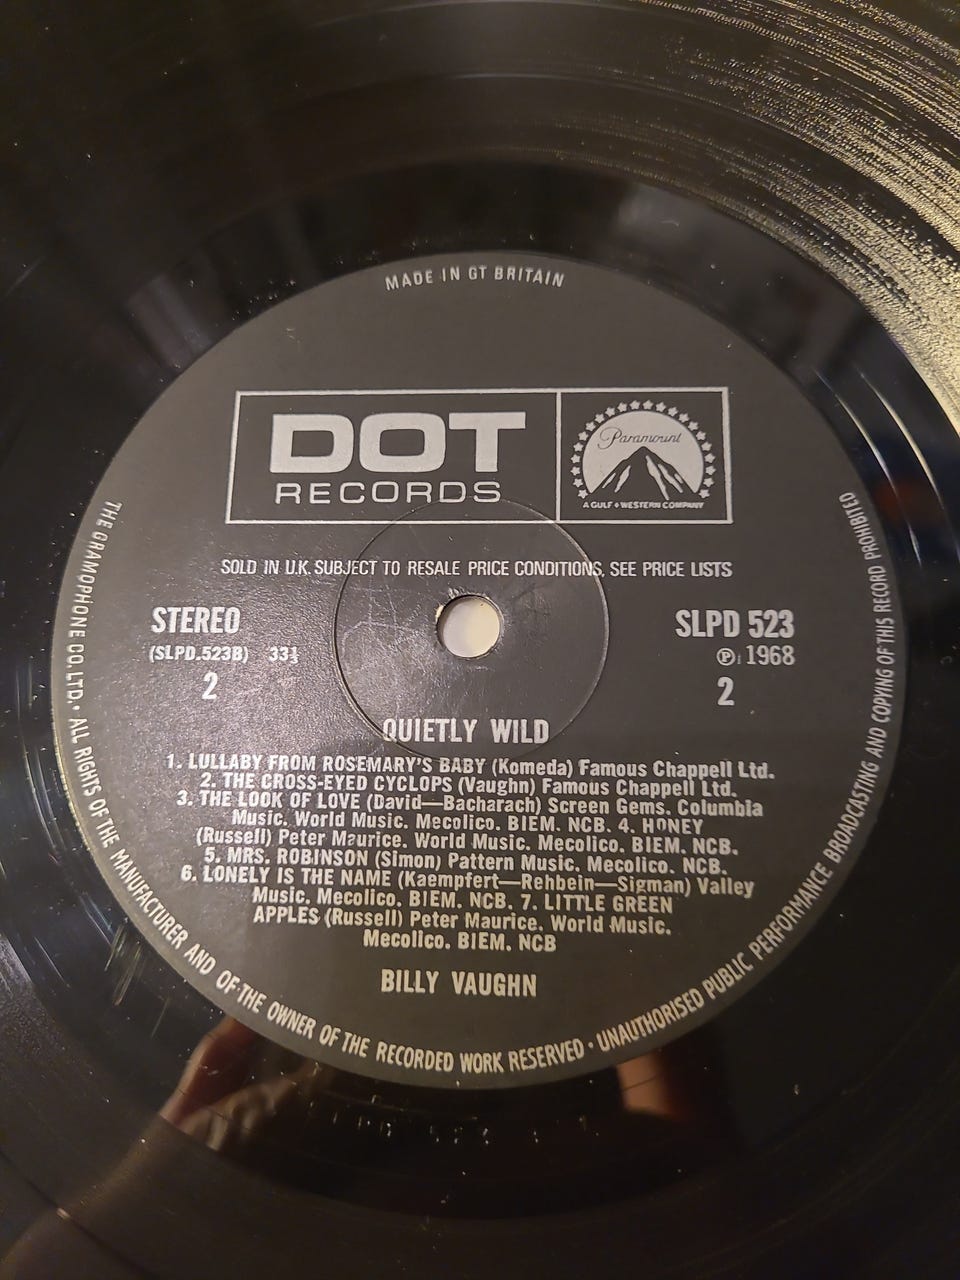 MADE IN GT BRITAIN
DOT
RECORDS
Paramount
A GULF + WESTERN COMPANY
SOLD IN U.K. SUBJECT TO RESALE PRICE CONDITIONS, SEE PRICE LISTS
STEREO
SLPD 523
(SLPD.523B) 33⅓
Ⓟ 1968
2
2
QUIETLY WILD
1. LULLABY FROM ROSEMARY'S BABY (Komeda) Famous Chappell Ltd.
2. THE CROSS-EYED CYCLOPS (Vaughn) Famous Chappell Ltd.
3. THE LOOK OF LOVE (David—Bacharach) Screen Gems. Columbia
Music. World Music. Mecolico. BIEM. NCB. 4. HONEY
(Russell) Peter Maurice. World Music. Mecolico. BIEM. NCB.
5. MRS. ROBINSON (Simon) Pattern Music. Mecolico. NCB.
6. LONELY IS THE NAME (Kaempfert—Rehbein—Sigman) Valley
Music. Mecolico. BIEM. NCB. 7. LITTLE GREEN
APPLES (Russell) Peter Maurice. World Music.
Mecolico. BIEM. NCB
BILLY VAUGHN
THE GRAMOPHONE CO. LTD. • ALL RIGHTS OF THE MANUFACTURER AND OF THE OWNER OF THE RECORDED WORK RESERVED • UNAUTHORISED PUBLIC PERFORMANCE BROADCASTING AND COPYING OF THIS RECORD PROHIBITED